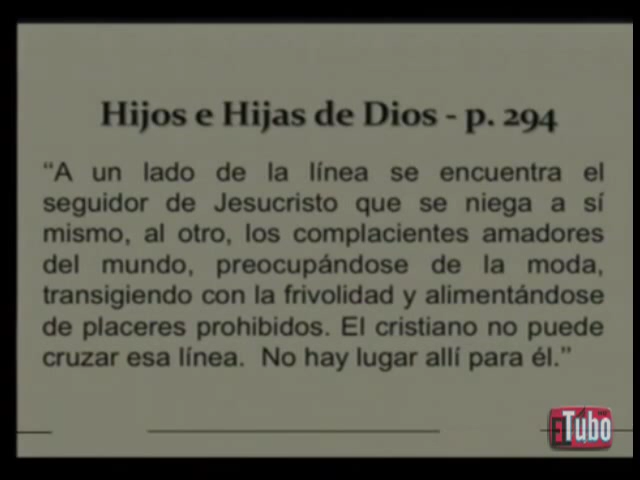 Hijos e Hijas de Dios - p. 294
“A un lado de la línea se encuentra el
seguidor de Jesucristo que se niega a sí
mismo, al otro, los complacientes amadores
del mundo, preocupándose de la moda,
transigiendo con la frivolidad y alimentándose
de placeres prohibidos. El cristiano no puede
cruzar esa línea.  No hay lugar allí para él.”
Tubo